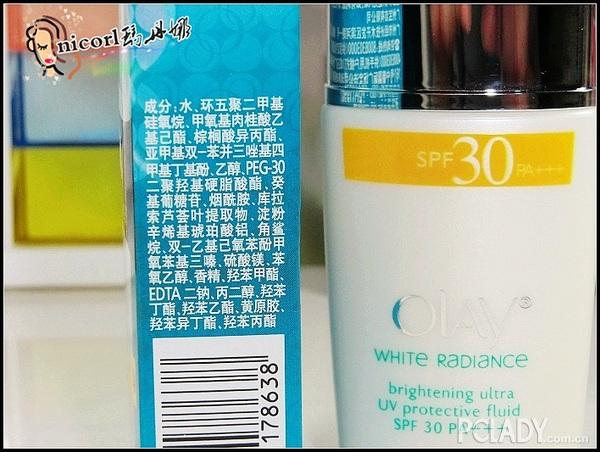 nicorl玛丹娜
成分:水、环五聚二甲基
硅氧烷、甲氧基肉桂酸乙
基己酯、棕榈酸异丙酯、
亚甲基双-苯并三唑基四
甲基丁基酚、乙醇、PEG-30
二聚羟基硬脂酸酯、癸
基葡糖苷、烟酰胺、库拉
索芦荟叶提取物、淀粉
辛烯基琥珀酸铝、角鲨
烷、双-乙基己氧苯酚甲
氧苯基三嗪、硫酸镁、苯
氧乙醇、香精、羟苯甲酯、
EDTA 二钠、丙二醇、羟苯
丁酯、羟苯乙酯、黄原胶、
羟苯异丁酯、羟苯丙酯
178638
SPF 30 PA+++
Olay®
WHITE RADIANCE
brightening ultra
UV protective fluid
SPF 30 PA+++
PCLADY.com.cn